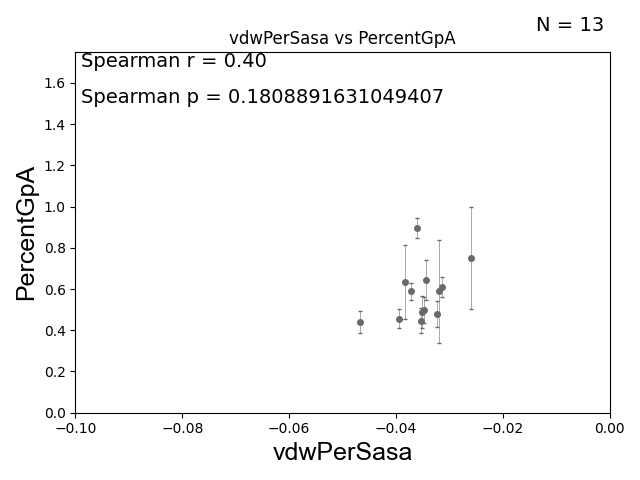 N = 13
vdwPerSasa vs PercentGpA
Spearman r = 0.40
Spearman p = 0.1808891631049407
PercentGpA
1.6
1.4
1.2
1.0
0.8
0.6
0.4
0.2
0.0
−0.10 −0.08 −0.06 −0.04 −0.02 0.00
vdwPerSasa